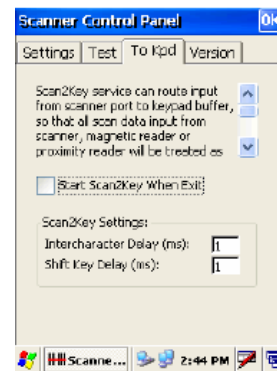 Scanner Control Panel
Settings Test To Kpd Version
Scan2Key service can route input
from scanner port to keypad buffer,
so that all scan data input from
scanner, magnetic reader or
proximity reader will be treated as
Start Scan2Key When Exit
Scan2Key Settings:
Intercharacter Delay (ms): 1
Shift Key Delay (ms): 1
Scanne... 2:44 PM